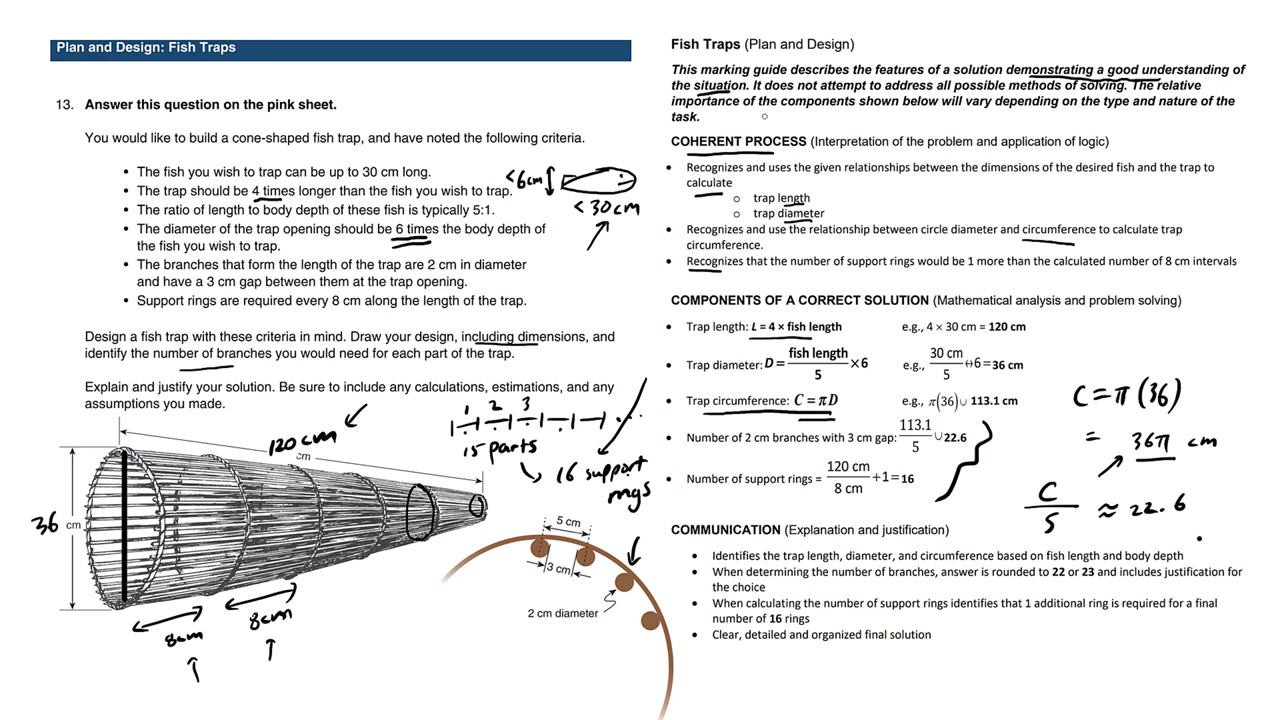 Plan and Design: Fish Traps
13. Answer this question on the pink sheet.
You would like to build a cone-shaped fish trap, and have noted the following criteria.
• The fish you wish to trap can be up to 30 cm long.
• The trap should be 4 times longer than the fish you wish to trap.
• The ratio of length to body depth of these fish is typically 5:1.
• The diameter of the trap opening should be 6 times the body depth of
the fish you wish to trap.
• The branches that form the length of the trap are 2 cm in diameter
and have a 3 cm gap between them at the trap opening.
• Support rings are required every 8 cm along the length of the trap.
<6cm
<30cm
Design a fish trap with these criteria in mind. Draw your design, including dimensions, and
identify the number of branches you would need for each part of the trap.
Explain and justify your solution. Be sure to include any calculations, estimations, and any
assumptions you made.
1 2 3
15 parts
16 support
rings
120cm
cm
36 cm
8cm
8cm
5 cm
3 cm
2 cm diameter
Fish Traps (Plan and Design)
This marking guide describes the features of a solution demonstrating a good understanding of
the situation. It does not attempt to address all possible methods of solving. The relative
importance of the components shown below will vary depending on the type and nature of the
task.
COHERENT PROCESS (Interpretation of the problem and application of logic)
• Recognizes and uses the given relationships between the dimensions of the desired fish and the trap to
calculate
o trap length
o trap diameter
• Recognizes and use the relationship between circle diameter and circumference to calculate trap
circumference.
• Recognizes that the number of support rings would be 1 more than the calculated number of 8 cm intervals
COMPONENTS OF A CORRECT SOLUTION (Mathematical analysis and problem solving)
• Trap length: L = 4 × fish length e.g., 4 × 30 cm = 120 cm
• Trap diameter: D = fish length / 5 × 6 e.g., 30 cm / 5 ↔ 6 = 36 cm
• Trap circumference: C = πD e.g., π(36) ∪ 113.1 cm
• Number of 2 cm branches with 3 cm gap: 113.1 / 5 ∪ 22.6
• Number of support rings = 120 cm / 8 cm + 1 = 16
C = π (36)
= 36π cm
C / 5 ≈ 22.6
COMMUNICATION (Explanation and justification)
• Identifies the trap length, diameter, and circumference based on fish length and body depth
• When determining the number of branches, answer is rounded to 22 or 23 and includes justification for
the choice
• When calculating the number of support rings identifies that 1 additional ring is required for a final
number of 16 rings
• Clear, detailed and organized final solution